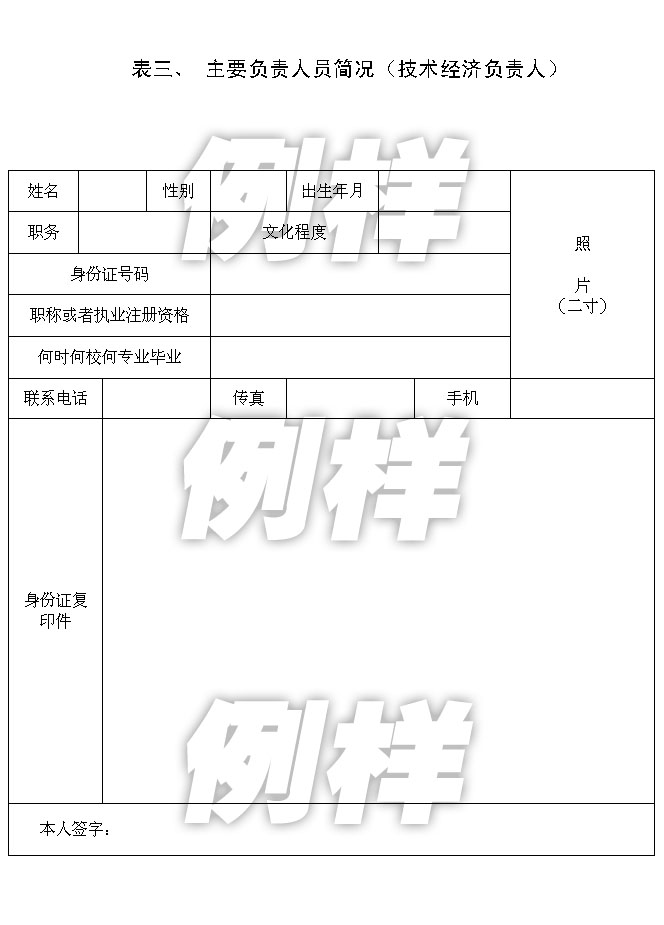 表三、 主要负责人员简况（技术经济负责人）
例样
姓名 性别 出生年月
职务 文化程度
照
片
（二寸）
身份证号码
职称或者执业注册资格
何时何校何专业毕业
联系电话 传真 手机
例样
身份证复
印件
例样
本人签字：